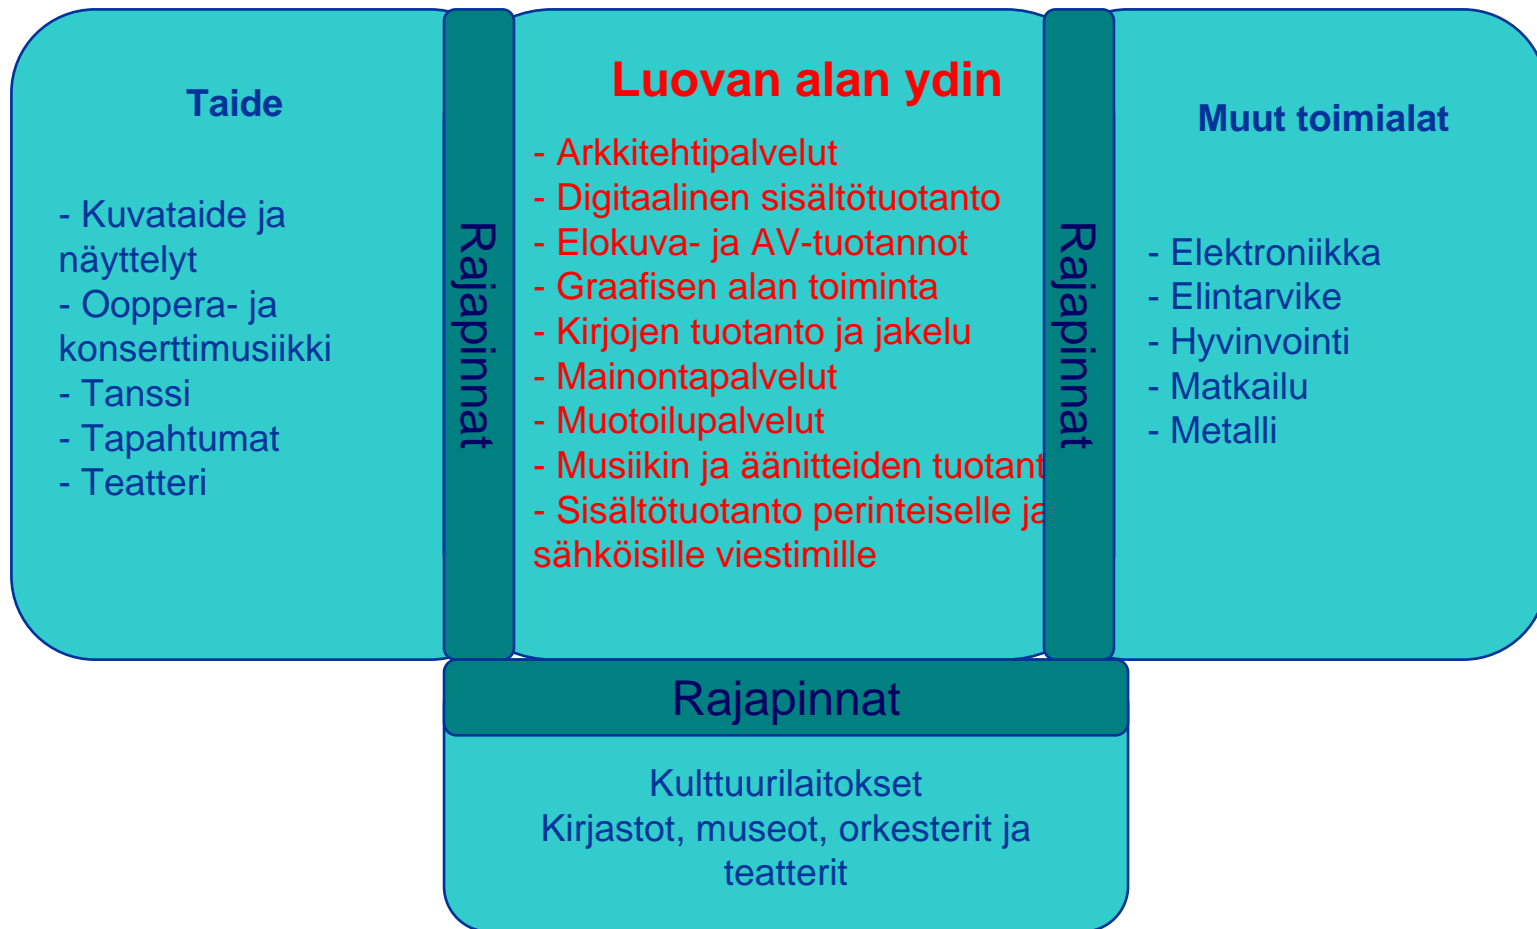 Taide
- Kuvataide ja
näyttelyt
- Ooppera- ja
konserttimusiikki
- Tanssi
- Tapahtumat
- Teatteri
Rajapinnat
Luovan alan ydin
- Arkkitehtipalvelut
- Digitaalinen sisältötuotanto
- Elokuva- ja AV-tuotannot
- Graafisen alan toiminta
- Kirjojen tuotanto ja jakelu
- Mainontapalvelut
- Muotoilupalvelut
- Musiikin ja äänitteiden tuotant
- Sisältötuotanto perinteiselle ja
sähköisille viestimille
Rajapinnat
Muut toimialat
- Elektroniikka
- Elintarvike
- Hyvinvointi
- Matkailu
- Metalli
Rajapinnat
Kulttuurilaitokset
Kirjastot, museot, orkesterit ja
teatterit